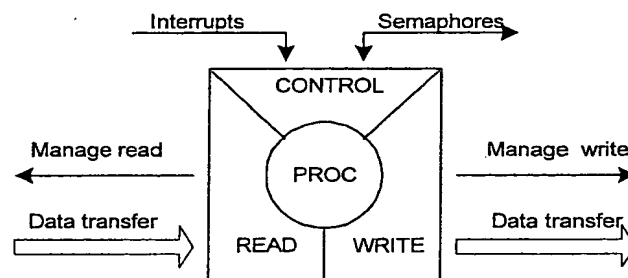 Interrupts
Semaphores
CONTROL
Manage read
PROC
Manage write
Data transfer
Data transfer
READ
WRITE